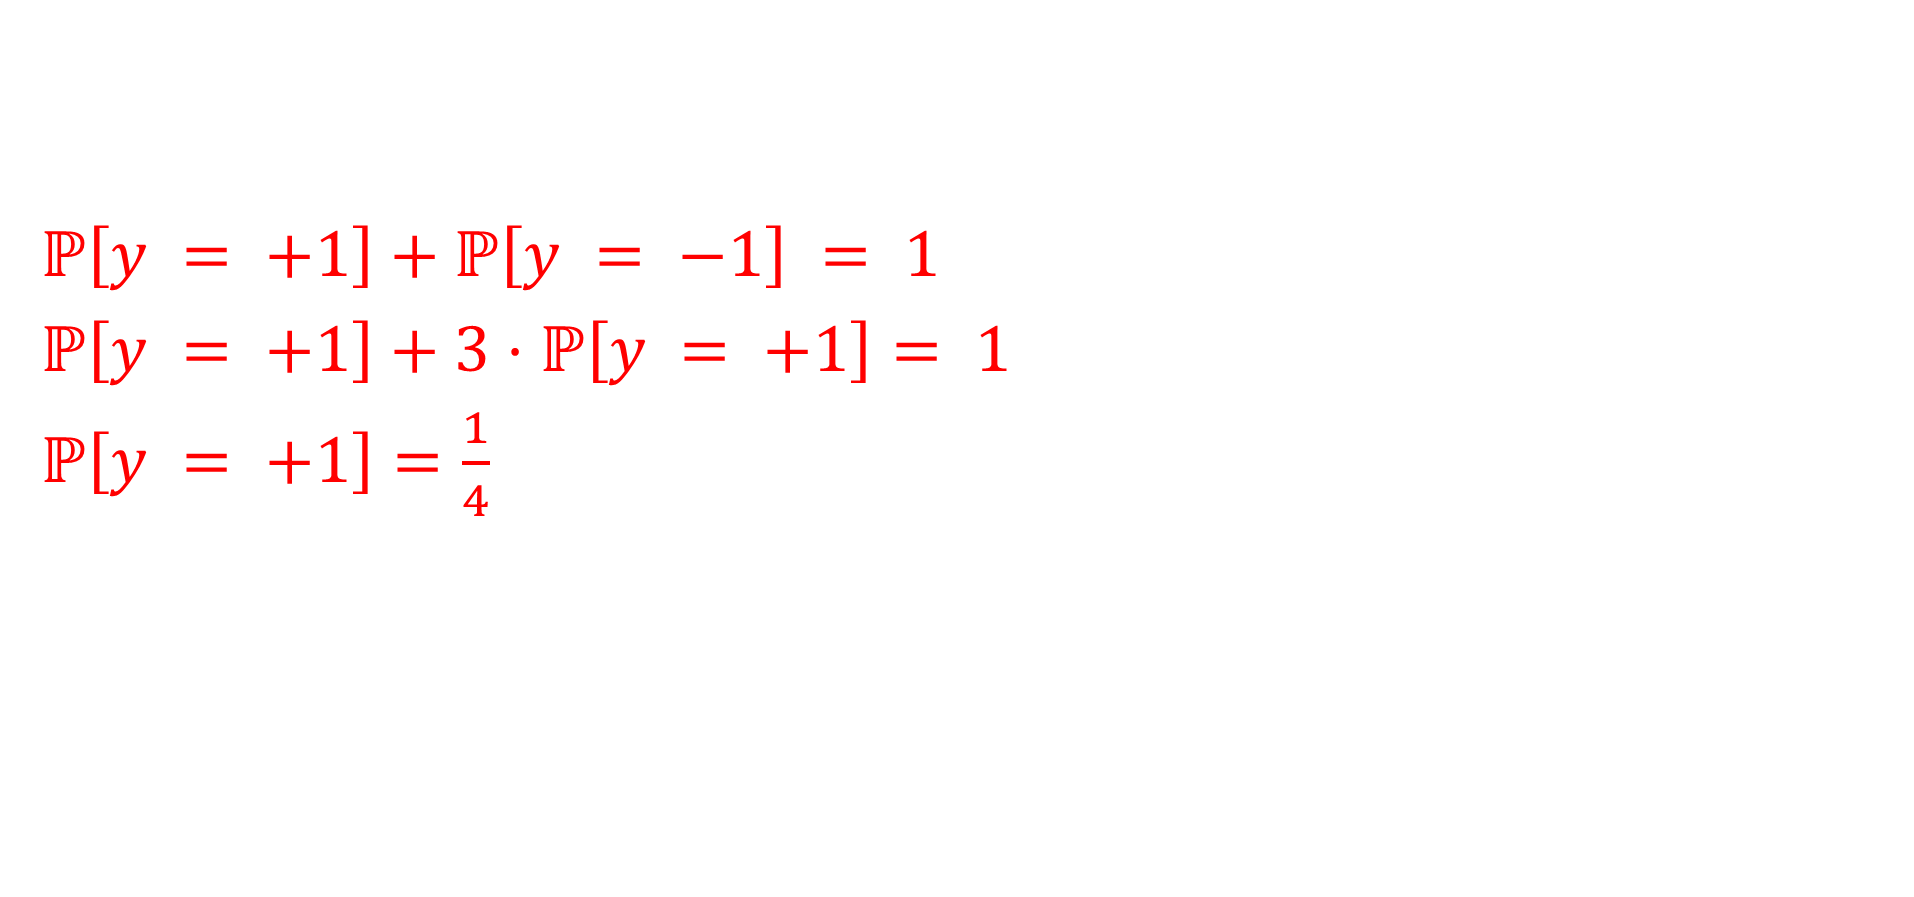 ℙ[y = +1] + ℙ[y = −1] = 1
ℙ[y = +1] + 3 · ℙ[y = +1] = 1
ℙ[y = +1] = 1/4